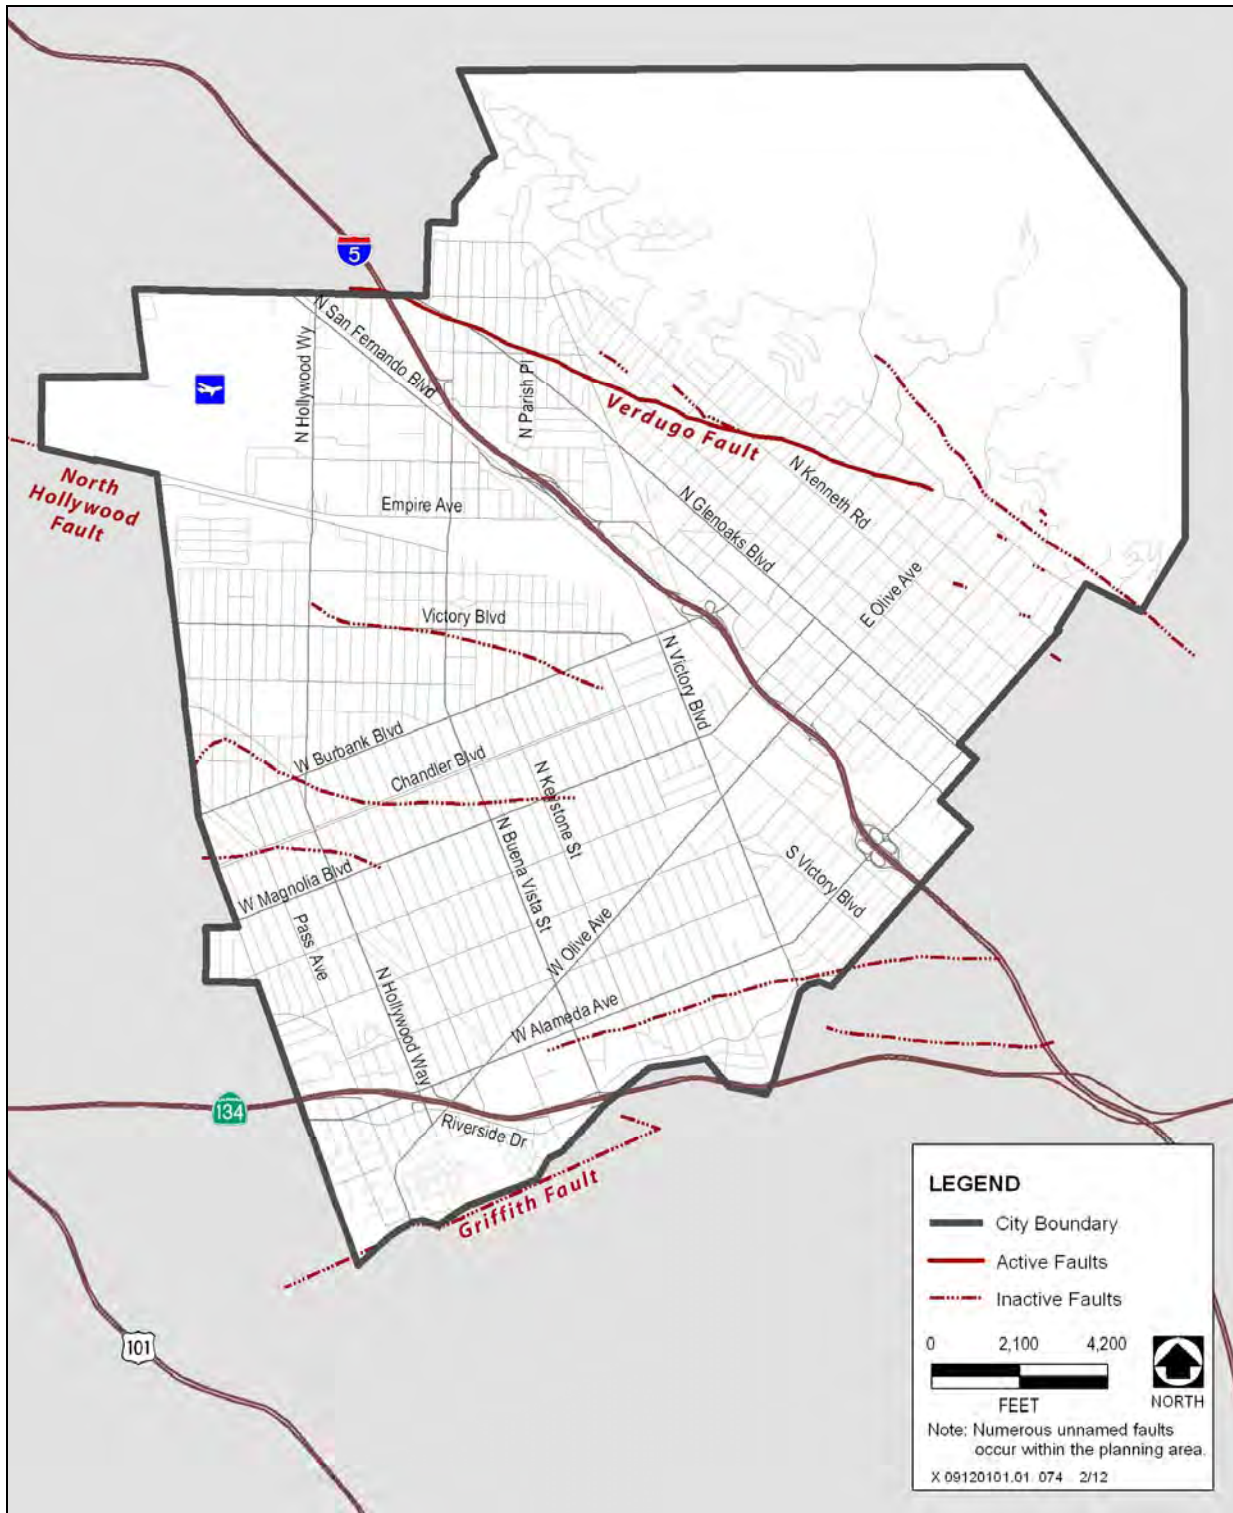 5
N San Fernando Blvd
N Hollywood Wy
N Parish Pl
Verdugo Fault
North
Hollywood
Fault
Empire Ave
N Kenneth Rd
N Glenoaks Blvd
E Olive Ave
Victory Blvd
N Victory Blvd
W Burbank Blvd
Chandler Blvd
N Keystone St
N Buena Vista St
W Magnolia Blvd
S Victory Blvd
Pass Ave
W Olive Ave
N Hollywood Way
W Alameda Ave
134
Riverside Dr
Griffith Fault
101
LEGEND
City Boundary
Active Faults
Inactive Faults
0 2,100 4,200
FEET
NORTH
Note: Numerous unnamed faults
occur within the planning area.
X 09120101.01 074 2/12